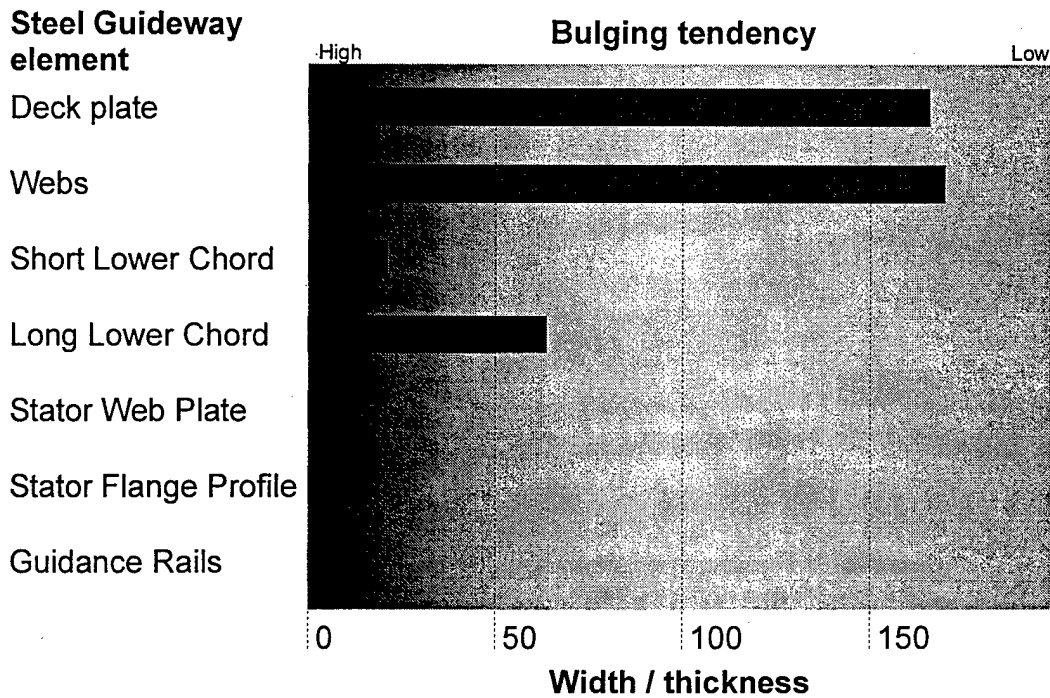 Steel Guideway
element
Bulging tendency
High
Low
Deck plate
Webs
Short Lower Chord
Long Lower Chord
Stator Web Plate
Stator Flange Profile
Guidance Rails
0 50 100 150
Width / thickness